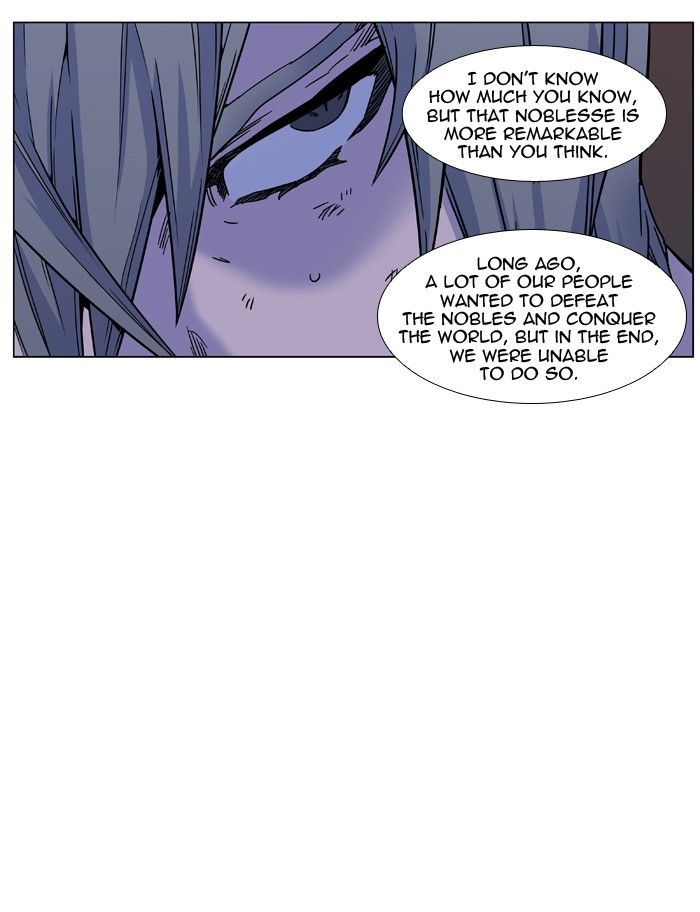 I DON'T KNOW
HOW MUCH YOU KNOW,
BUT THAT NOBLESSE IS
MORE REMARKABLE
THAN YOU THINK.
LONG AGO,
A LOT OF OUR PEOPLE
WANTED TO DEFEAT
THE NOBLES AND CONQUER
THE WORLD, BUT IN THE END,
WE WERE UNABLE
TO DO SO.